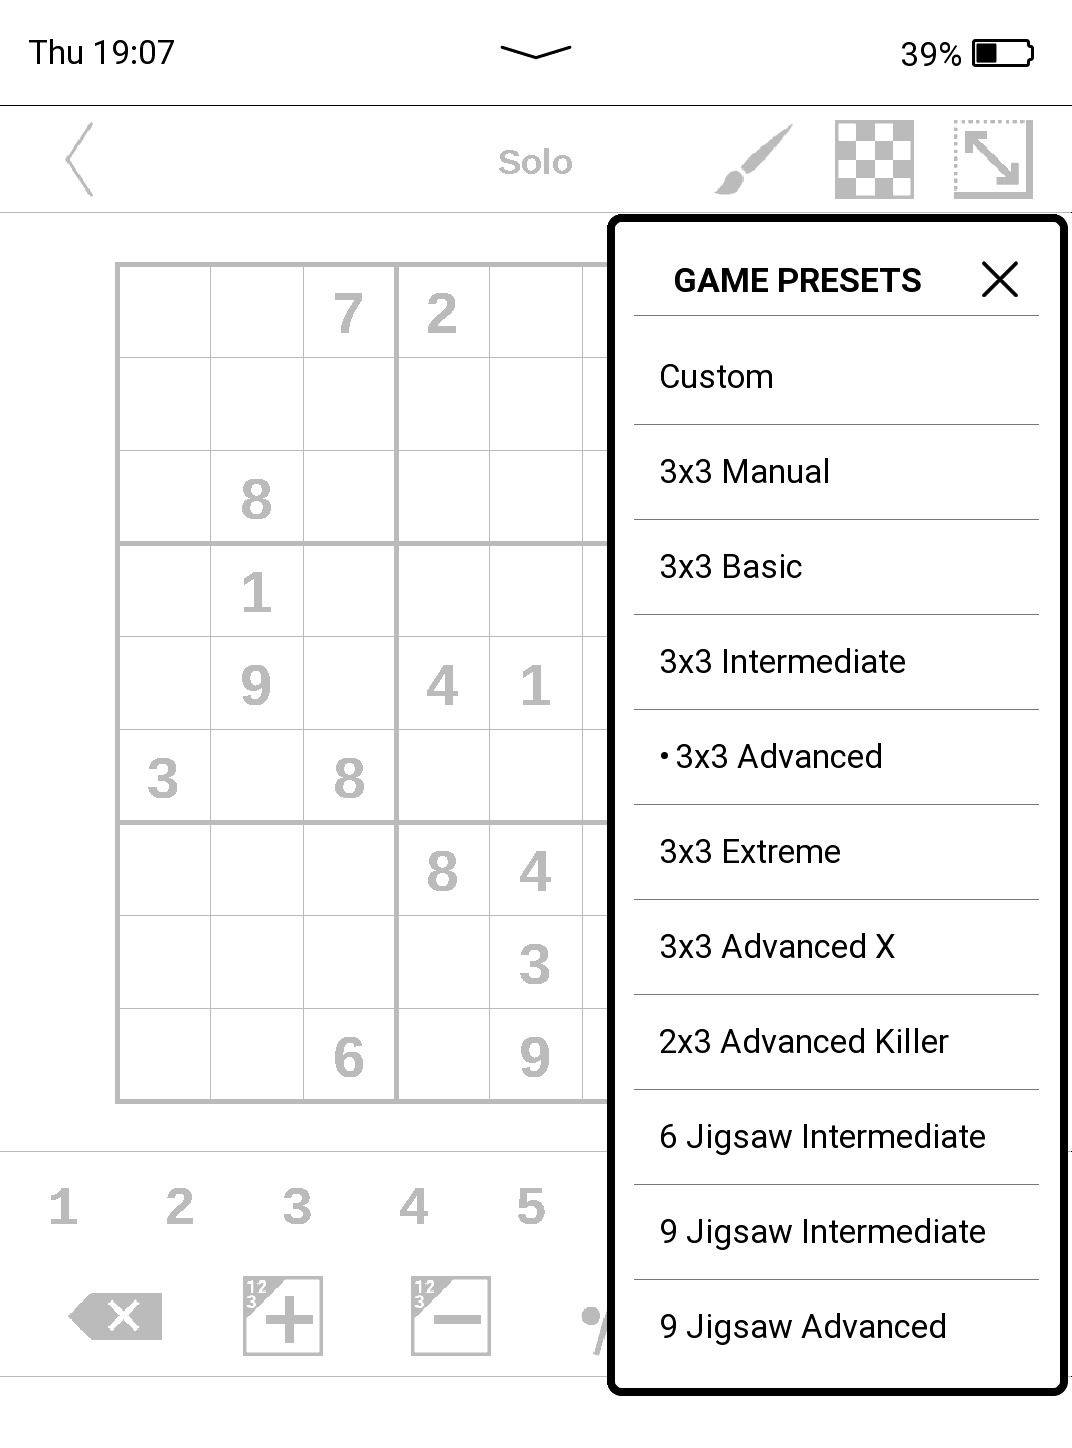 Thu 19:07
39%
Solo
GAME PRESETS
Custom
3x3 Manual
3x3 Basic
3x3 Intermediate
• 3x3 Advanced
3x3 Extreme
3x3 Advanced X
2x3 Advanced Killer
6 Jigsaw Intermediate
9 Jigsaw Intermediate
9 Jigsaw Advanced
7 2
8
1
9 4 1
3 8
8 4
3
6 9
1 2 3 4 5
12
3
12
3